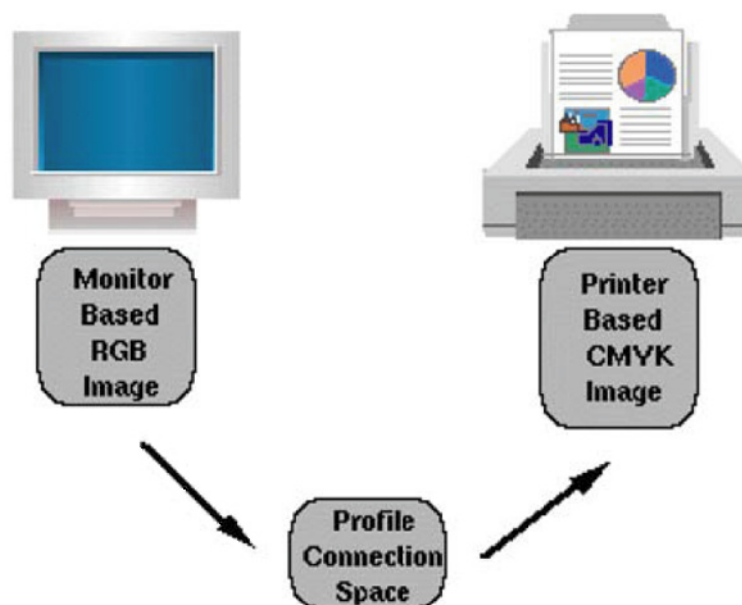 Monitor
Based
RGB
Image
Printer
Based
CMYK
Image
Profile
Connection
Space